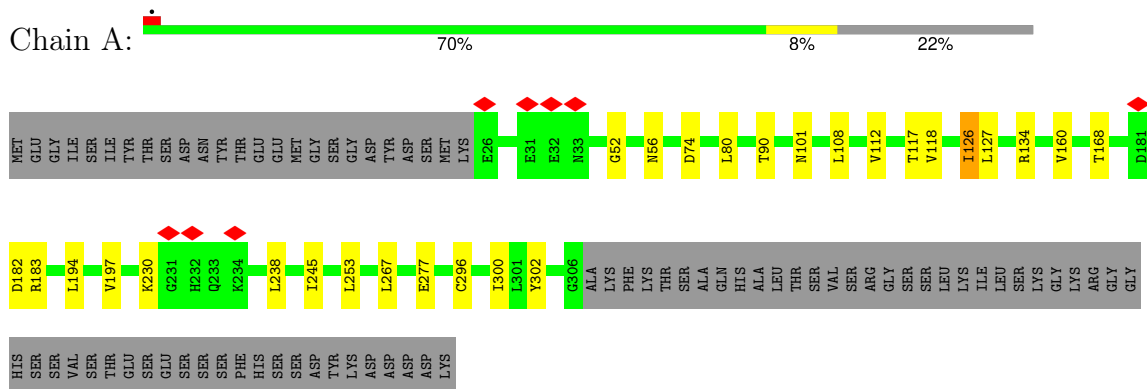 Chain A:
70% 8% 22%
MET GLU GLY ILE SER ILE TYR THR SER ASP ASN TYR THR GLU GLU MET GLY SER GLY ASP TYR ASP SER MET LYS E26 E31 E32 N33 G52 N56 D74 L80 T90 N101 L108 V112 T117 V118 I126 L127 R134 V160 T168 D181
D182 R183 L194 V197 K230 G231 H232 Q233 K234 L238 I245 L253 L267 E277 C296 I300 L301 Y302 G306 ALA LYS PHE LYS THR SER ALA GLN HIS ALA LEU THR SER VAL SER ARG GLY SER SER LEU LYS ILE LEU SER LYS GLY LYS ARG GLY GLY
HIS SER SER VAL SER THR GLU SER GLU SER SER SER PHE HIS SER SER ASP TYR LYS ASP ASP ASP ASP LYS